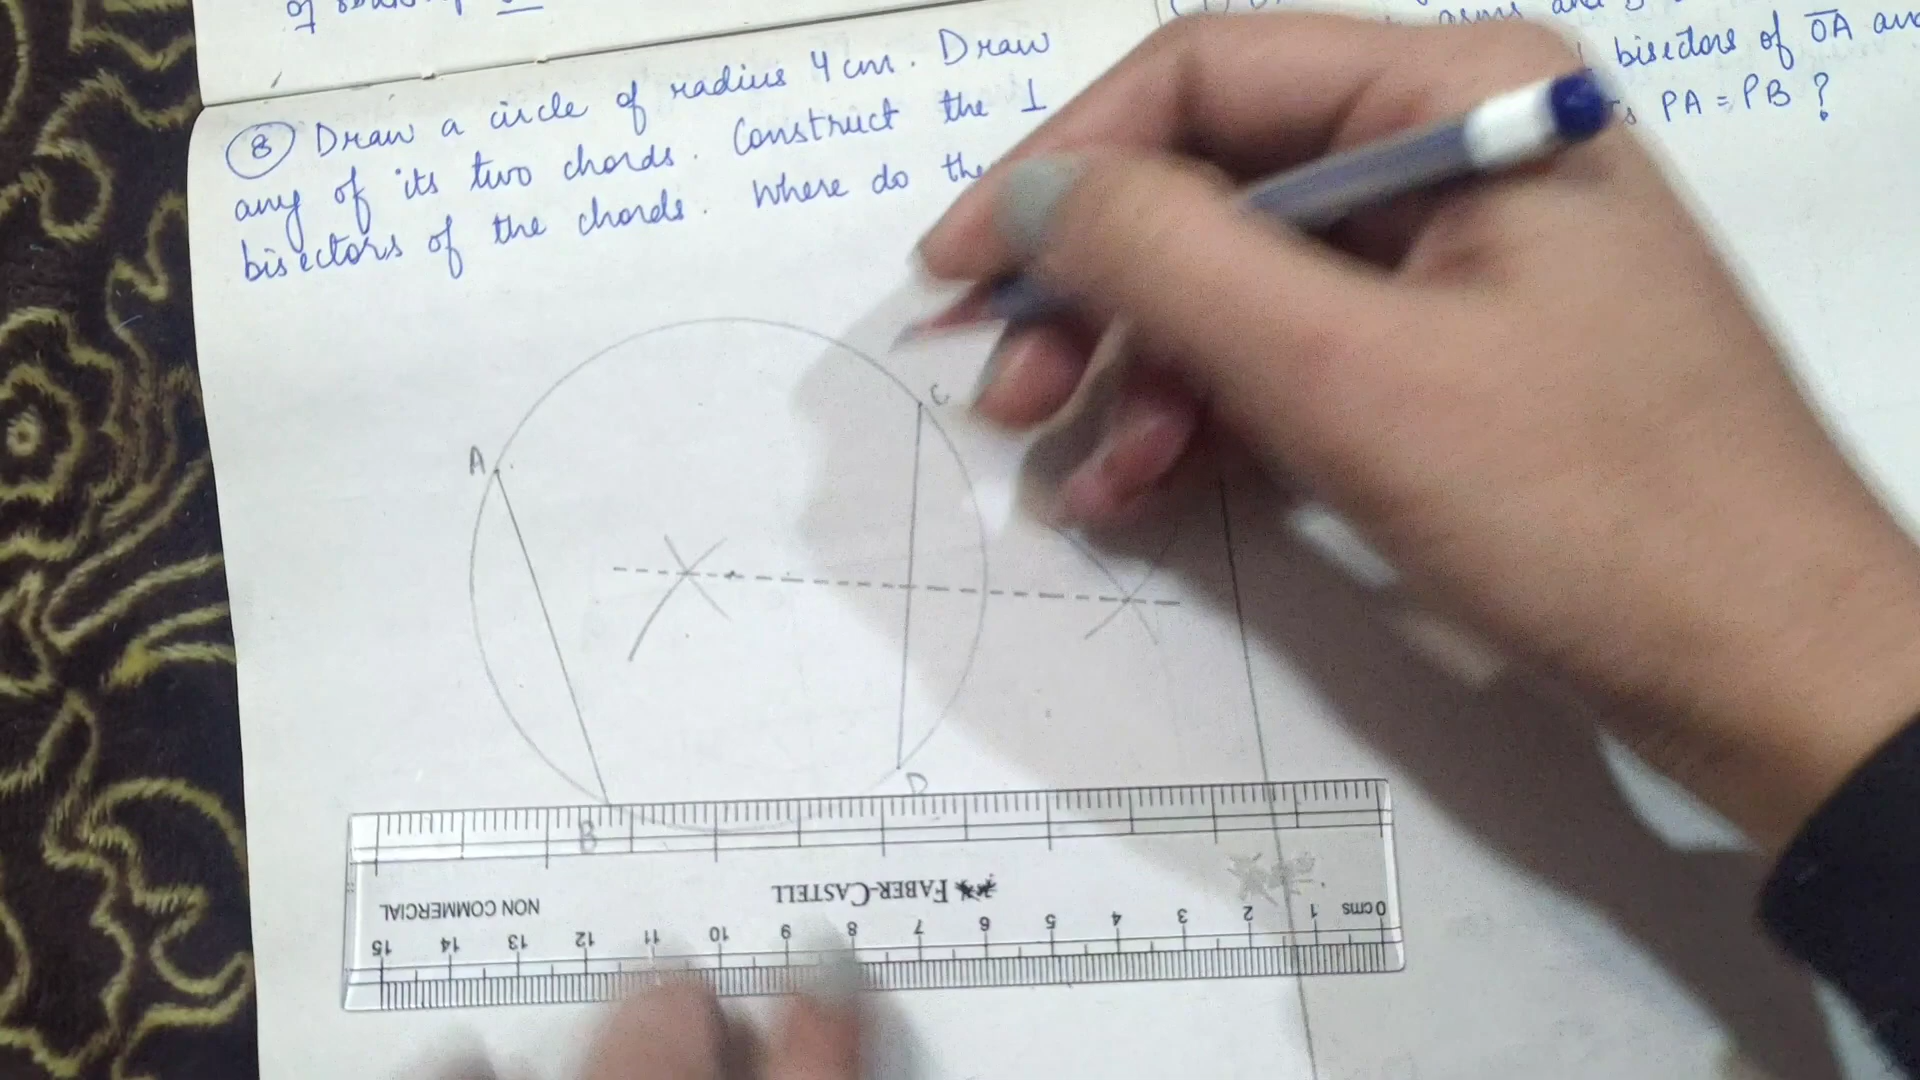 of
⑧ Draw a circle of radius 4 cm. Draw
any of its two chords. Construct the ⊥
bisectors of the chords. Where do the
bisectors of OA and
PA = PB ?
A
C
D
B
NON COMMERCIAL
FABER-CASTELL
15 14 13 12 11 10 9 8 7 6 5 4 3 2 1 0 cms